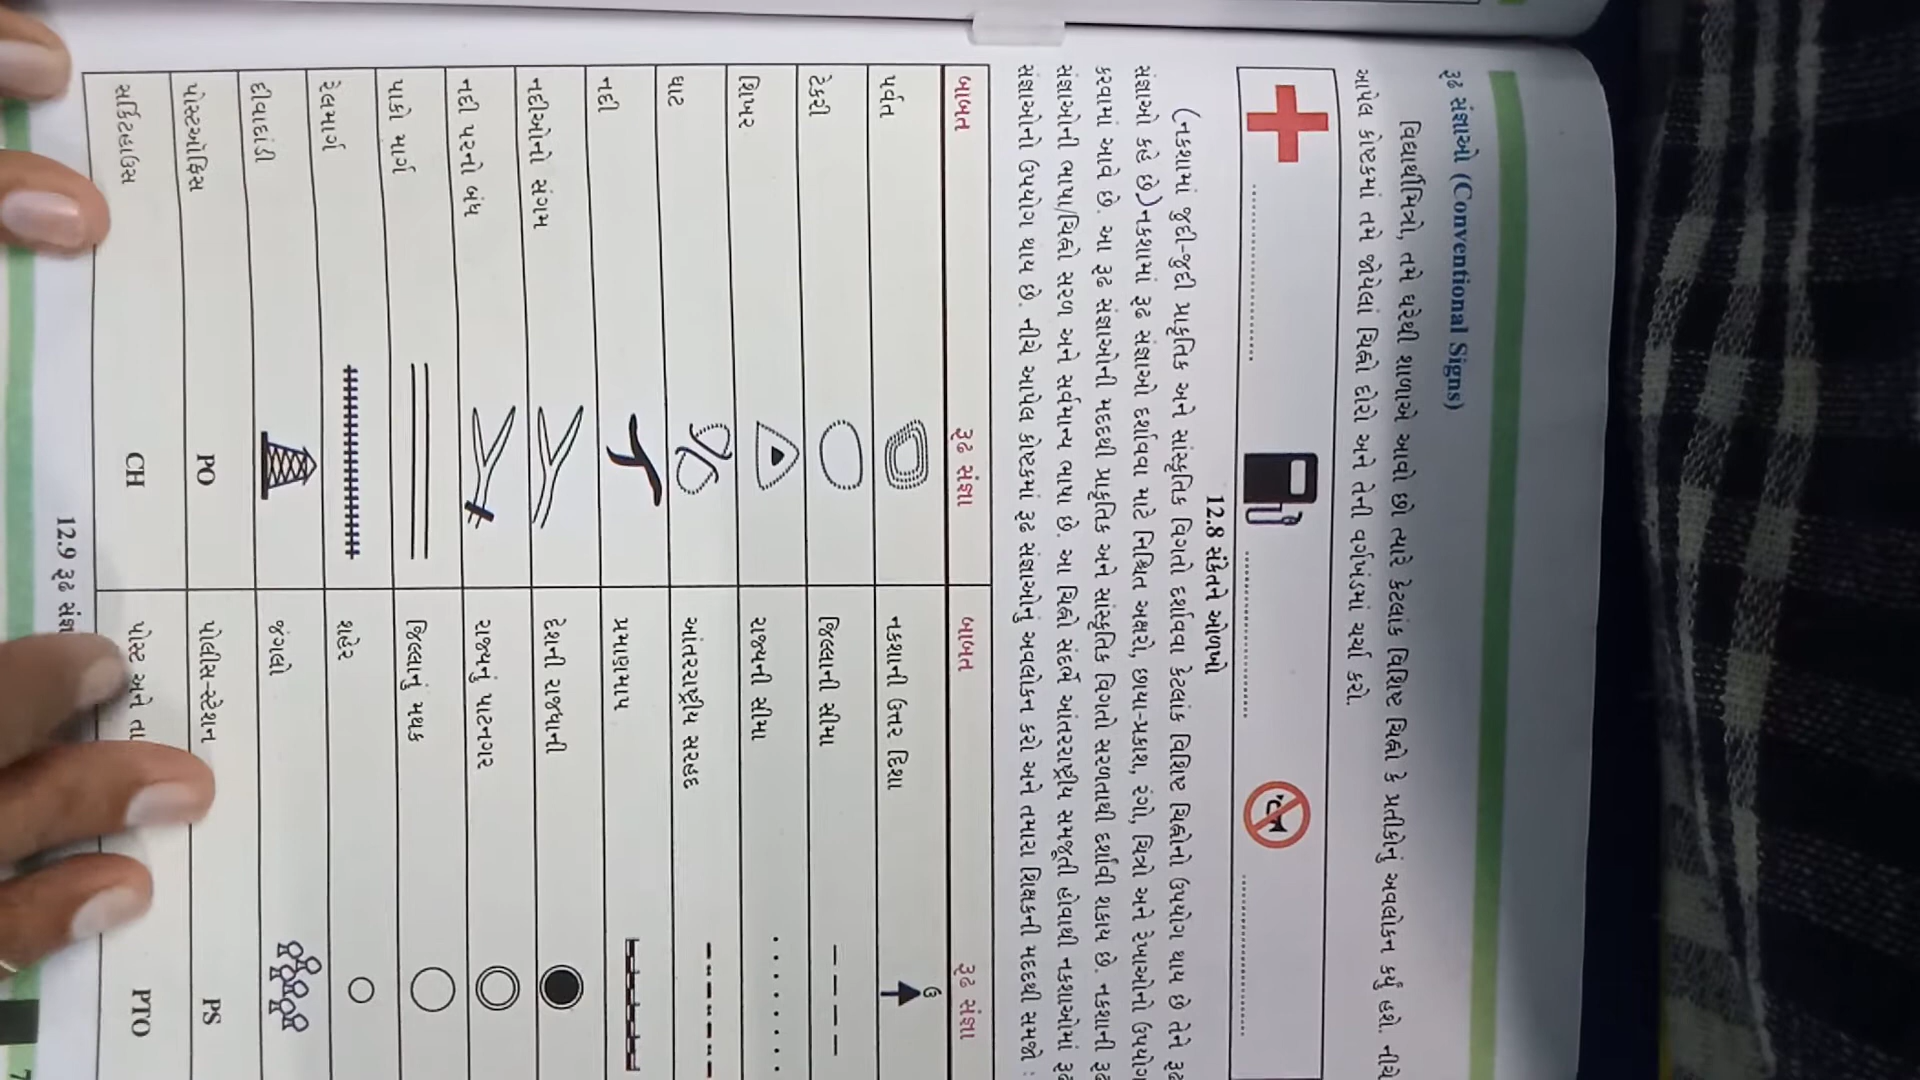 રૂઢ સંજ્ઞાઓ (Conventional Signs)
વિદ્યાર્થીમિત્રો, તમે ઘરેથી શાળાએ આવો છો ત્યારે કેટલાંક વિશિષ્ટ ચિહ્નો કે પ્રતીકોનું અવલોકન કર્યું હશે. નીચે
આપેલ કોષ્ટકમાં તમે જોયેલાં ચિહ્નો દોરો અને તેની વર્ગખંડમાં ચર્ચા કરો.
12.8 સંકેતને ઓળખો
(નકશામાં જુદી-જુદી પ્રાકૃતિક અને સાંસ્કૃતિક વિગતો દર્શાવવા કેટલાંક વિશિષ્ટ ચિહ્નોનો ઉપયોગ થાય છે તેને રૂઢ
સંજ્ઞાઓ કહે છે.) નકશામાં રૂઢ સંજ્ઞાઓ દર્શાવવા માટે નિશ્ચિત અક્ષરો, છાયા-પ્રકાશ, રંગો, ચિત્રો અને રેખાઓનો ઉપયોગ
કરવામાં આવે છે. આ રૂઢ સંજ્ઞાઓની મદદથી પ્રાકૃતિક અને સાંસ્કૃતિક વિગતો સરળતાથી દર્શાવી શકાય છે. નકશાની રૂઢ
સંજ્ઞાઓની ભાષા/ચિહ્નો સરળ અને સર્વમાન્ય ભાષા છે. આ ચિહ્નો સંદર્ભે આંતરરાષ્ટ્રીય સમજૂતી હોવાથી નકશાઓમાં રૂઢ
સંજ્ઞાઓનો ઉપયોગ થાય છે. નીચે આપેલ કોષ્ટકમાં રૂઢ સંજ્ઞાઓનું અવલોકન કરો અને તમારા શિક્ષકની મદદથી સમજો :
બાબત રૂઢ સંજ્ઞા બાબત રૂઢ સંજ્ઞા
પર્વત નકશાની ઉત્તર દિશા ઉ
ટેકરી જિલ્લાની સીમા
શિખર રાજ્યની સીમા
ઘાટ આંતરરાષ્ટ્રીય સરહદ
નદી પ્રમાણમાપ
નદીઓનો સંગમ દેશની રાજધાની
નદી પરનો બંધ રાજ્યનું પાટનગર
પાકો માર્ગ જિલ્લાનું મથક
રેલમાર્ગ શહેર
દીવાદાંડી જંગલો
પોસ્ટઓફિસ PO પોલીસ-સ્ટેશન PS
સર્કિટહાઉસ CH પોસ્ટ અને તા PTO
12.9 રૂઢ સંજ્ઞ
7